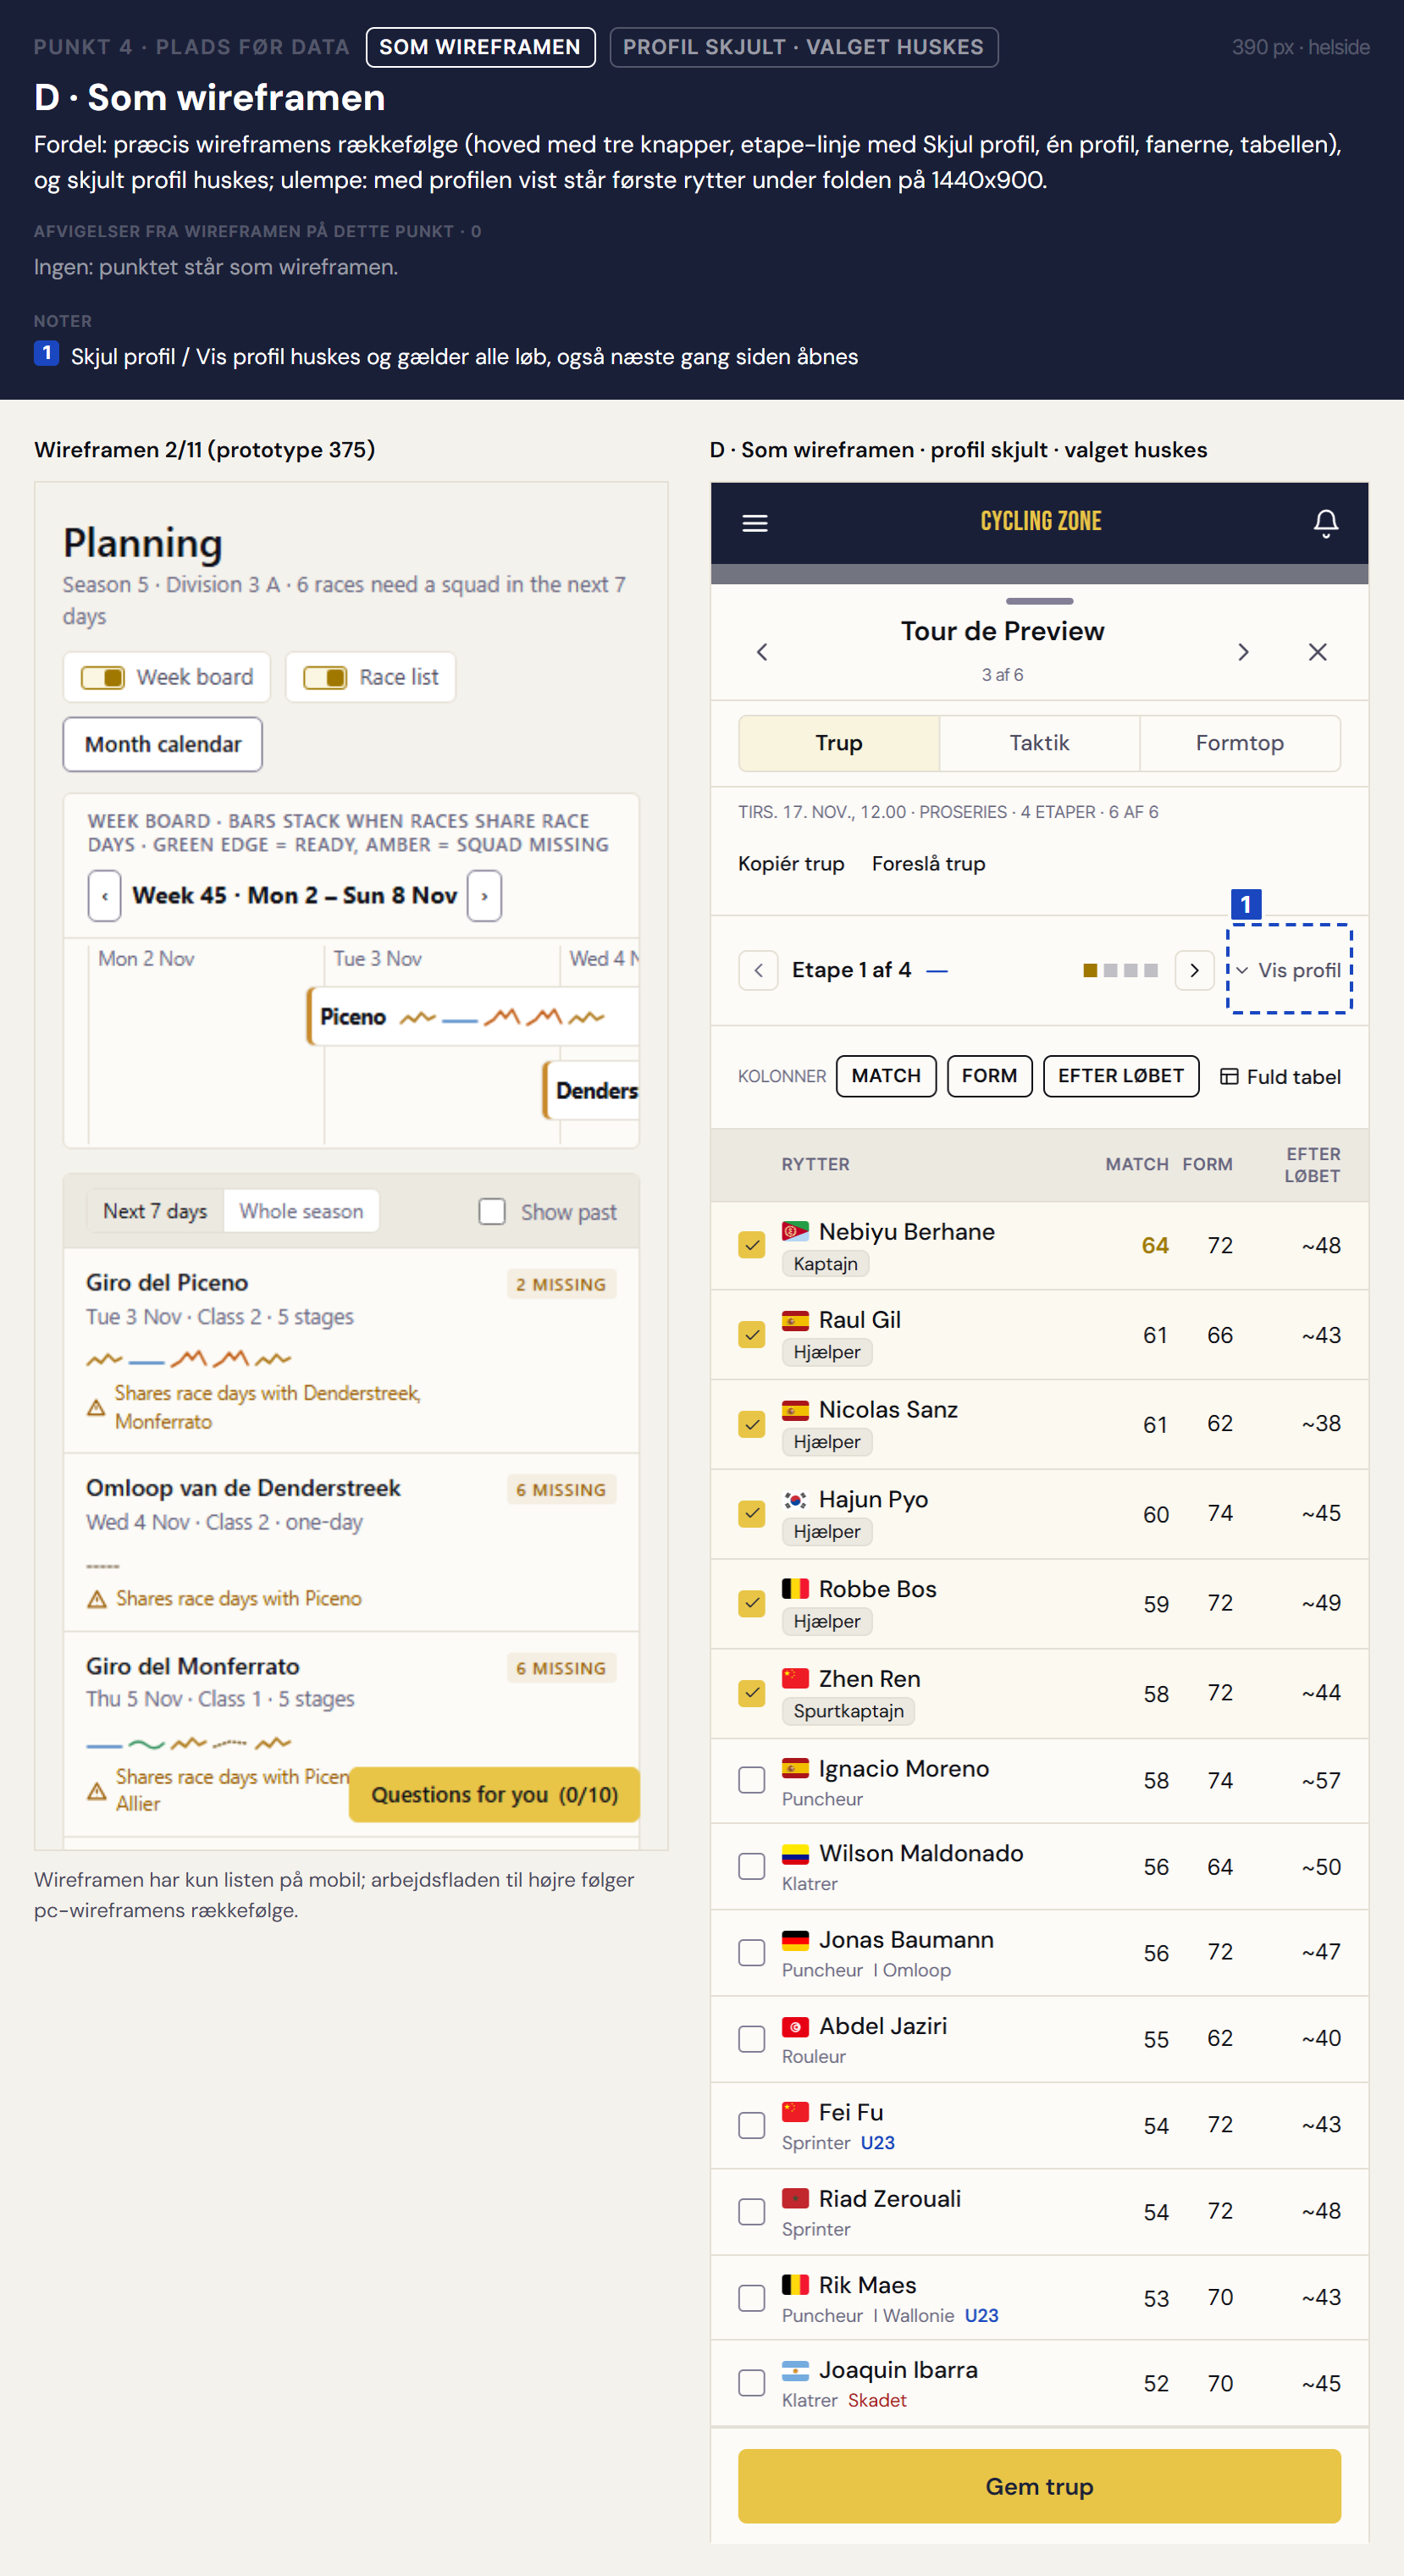 PUNKT 4 · PLADS FØR DATA
SOM WIREFRAMEN
PROFIL SKJULT · VALGET HUSKES
390 px · helside
D · Som wireframen
Fordel: præcis wireframens rækkefølge (hoved med tre knapper, etape-linje med Skjul profil, én profil, fanerne, tabellen),
og skjult profil huskes; ulempe: med profilen vist står første rytter under folden på 1440x900.
AFVIGELSER FRA WIREFRAMEN PÅ DETTE PUNKT · 0
Ingen: punktet står som wireframen.
NOTER
1 Skjul profil / Vis profil huskes og gælder alle løb, også næste gang siden åbnes
Wireframen 2/11 (prototype 375)
Planning
Season 5 · Division 3 A · 6 races need a squad in the next 7
days
Week board
Race list
Month calendar
WEEK BOARD · BARS STACK WHEN RACES SHARE RACE
DAYS · GREEN EDGE = READY, AMBER = SQUAD MISSING
‹ Week 45 · Mon 2 – Sun 8 Nov ›
Mon 2 Nov Tue 3 Nov Wed 4 N
Piceno
Denders
Next 7 days Whole season Show past
Giro del Piceno 2 MISSING
Tue 3 Nov · Class 2 · 5 stages
Shares race days with Denderstreek,
Monferrato
Omloop van de Denderstreek 6 MISSING
Wed 4 Nov · Class 2 · one-day
Shares race days with Piceno
Giro del Monferrato 6 MISSING
Thu 5 Nov · Class 1 · 5 stages
Shares race days with Picen
Allier
Questions for you (0/10)
Wireframen har kun listen på mobil; arbejdsfladen til højre følger
pc-wireframens rækkefølge.
D · Som wireframen · profil skjult · valget huskes
CYCLING ZONE
Tour de Preview
3 af 6
Trup Taktik Formtop
TIRS. 17. NOV., 12.00 · PROSERIES · 4 ETAPER · 6 AF 6
Kopiér trup Foreslå trup
1
Etape 1 af 4 Vis profil
KOLONNER MATCH FORM EFTER LØBET Fuld tabel
RYTTER MATCH FORM EFTER
LØBET
Nebiyu Berhane 64 72 ~48
Kaptajn
Raul Gil 61 66 ~43
Hjælper
Nicolas Sanz 61 62 ~38
Hjælper
Hajun Pyo 60 74 ~45
Hjælper
Robbe Bos 59 72 ~49
Hjælper
Zhen Ren 58 72 ~44
Spurtkaptajn
Ignacio Moreno 58 74 ~57
Puncheur
Wilson Maldonado 56 64 ~50
Klatrer
Jonas Baumann 56 72 ~47
Puncheur I Omloop
Abdel Jaziri 55 62 ~40
Rouleur
Fei Fu 54 72 ~43
Sprinter U23
Riad Zerouali 54 72 ~48
Sprinter
Rik Maes 53 70 ~43
Puncheur I Wallonie U23
Joaquin Ibarra 52 70 ~45
Klatrer Skadet
Gem trup